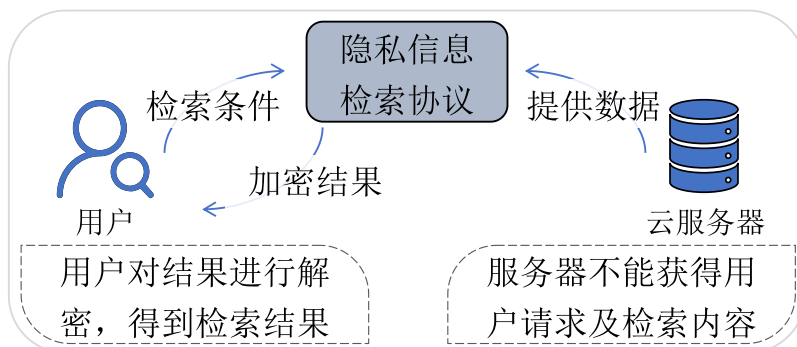 隐私信息
检索协议
检索条件
提供数据
加密结果
用户
云服务器
用户对结果进行解
密，得到检索结果
服务器不能获得用
户请求及检索内容